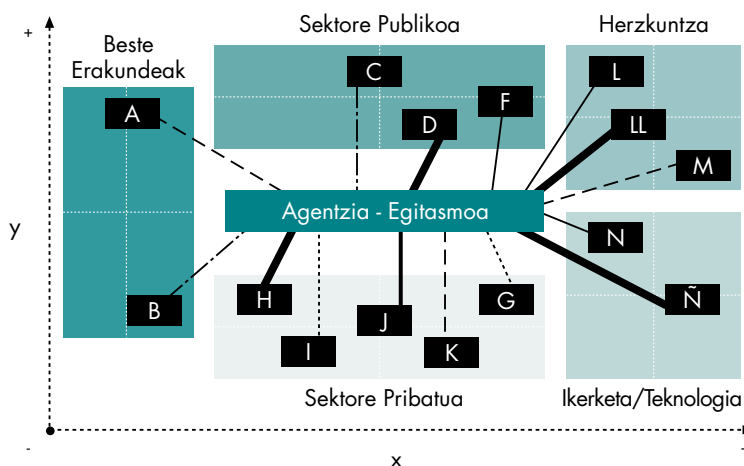 +
Beste
Erakundeak
Sektore Publikoa
Herzkuntza
A
C
F
D
L
LL
M
y
Agentzia - Egitasmoa
N
B
H
I
J
K
G
Ñ
Sektore Pribatua
Ikerketa/Teknologia
-
x